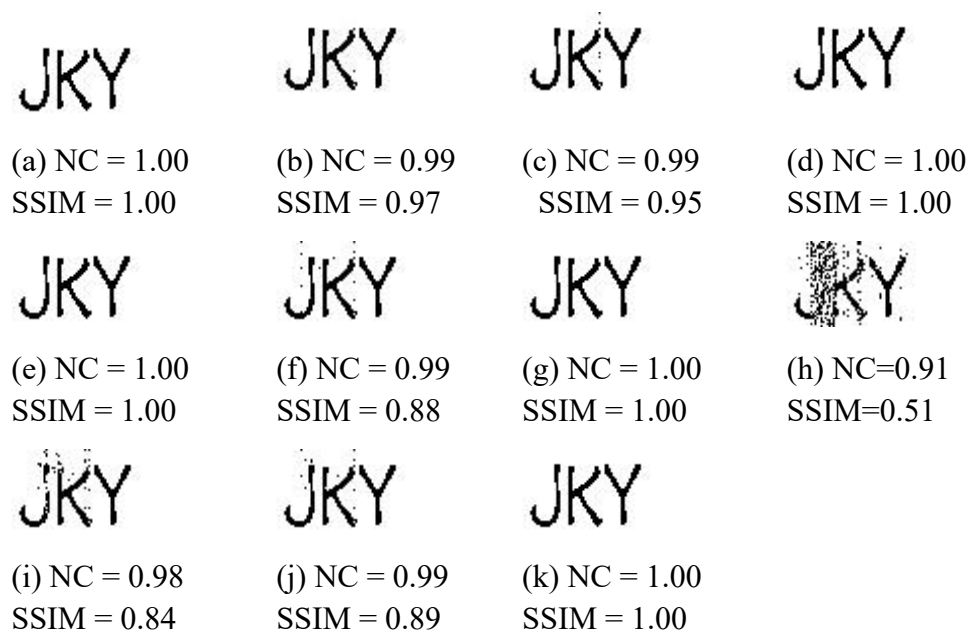 JKY JKY JKY JKY
(a) NC = 1.00 (b) NC = 0.99 (c) NC = 0.99 (d) NC = 1.00
SSIM = 1.00 SSIM = 0.97 SSIM = 0.95 SSIM = 1.00
JKY JKY JKY JKY
(e) NC = 1.00 (f) NC = 0.99 (g) NC = 1.00 (h) NC=0.91
SSIM = 1.00 SSIM = 0.88 SSIM = 1.00 SSIM=0.51
JKY JKY JKY
(i) NC = 0.98 (j) NC = 0.99 (k) NC = 1.00
SSIM = 0.84 SSIM = 0.89 SSIM = 1.00